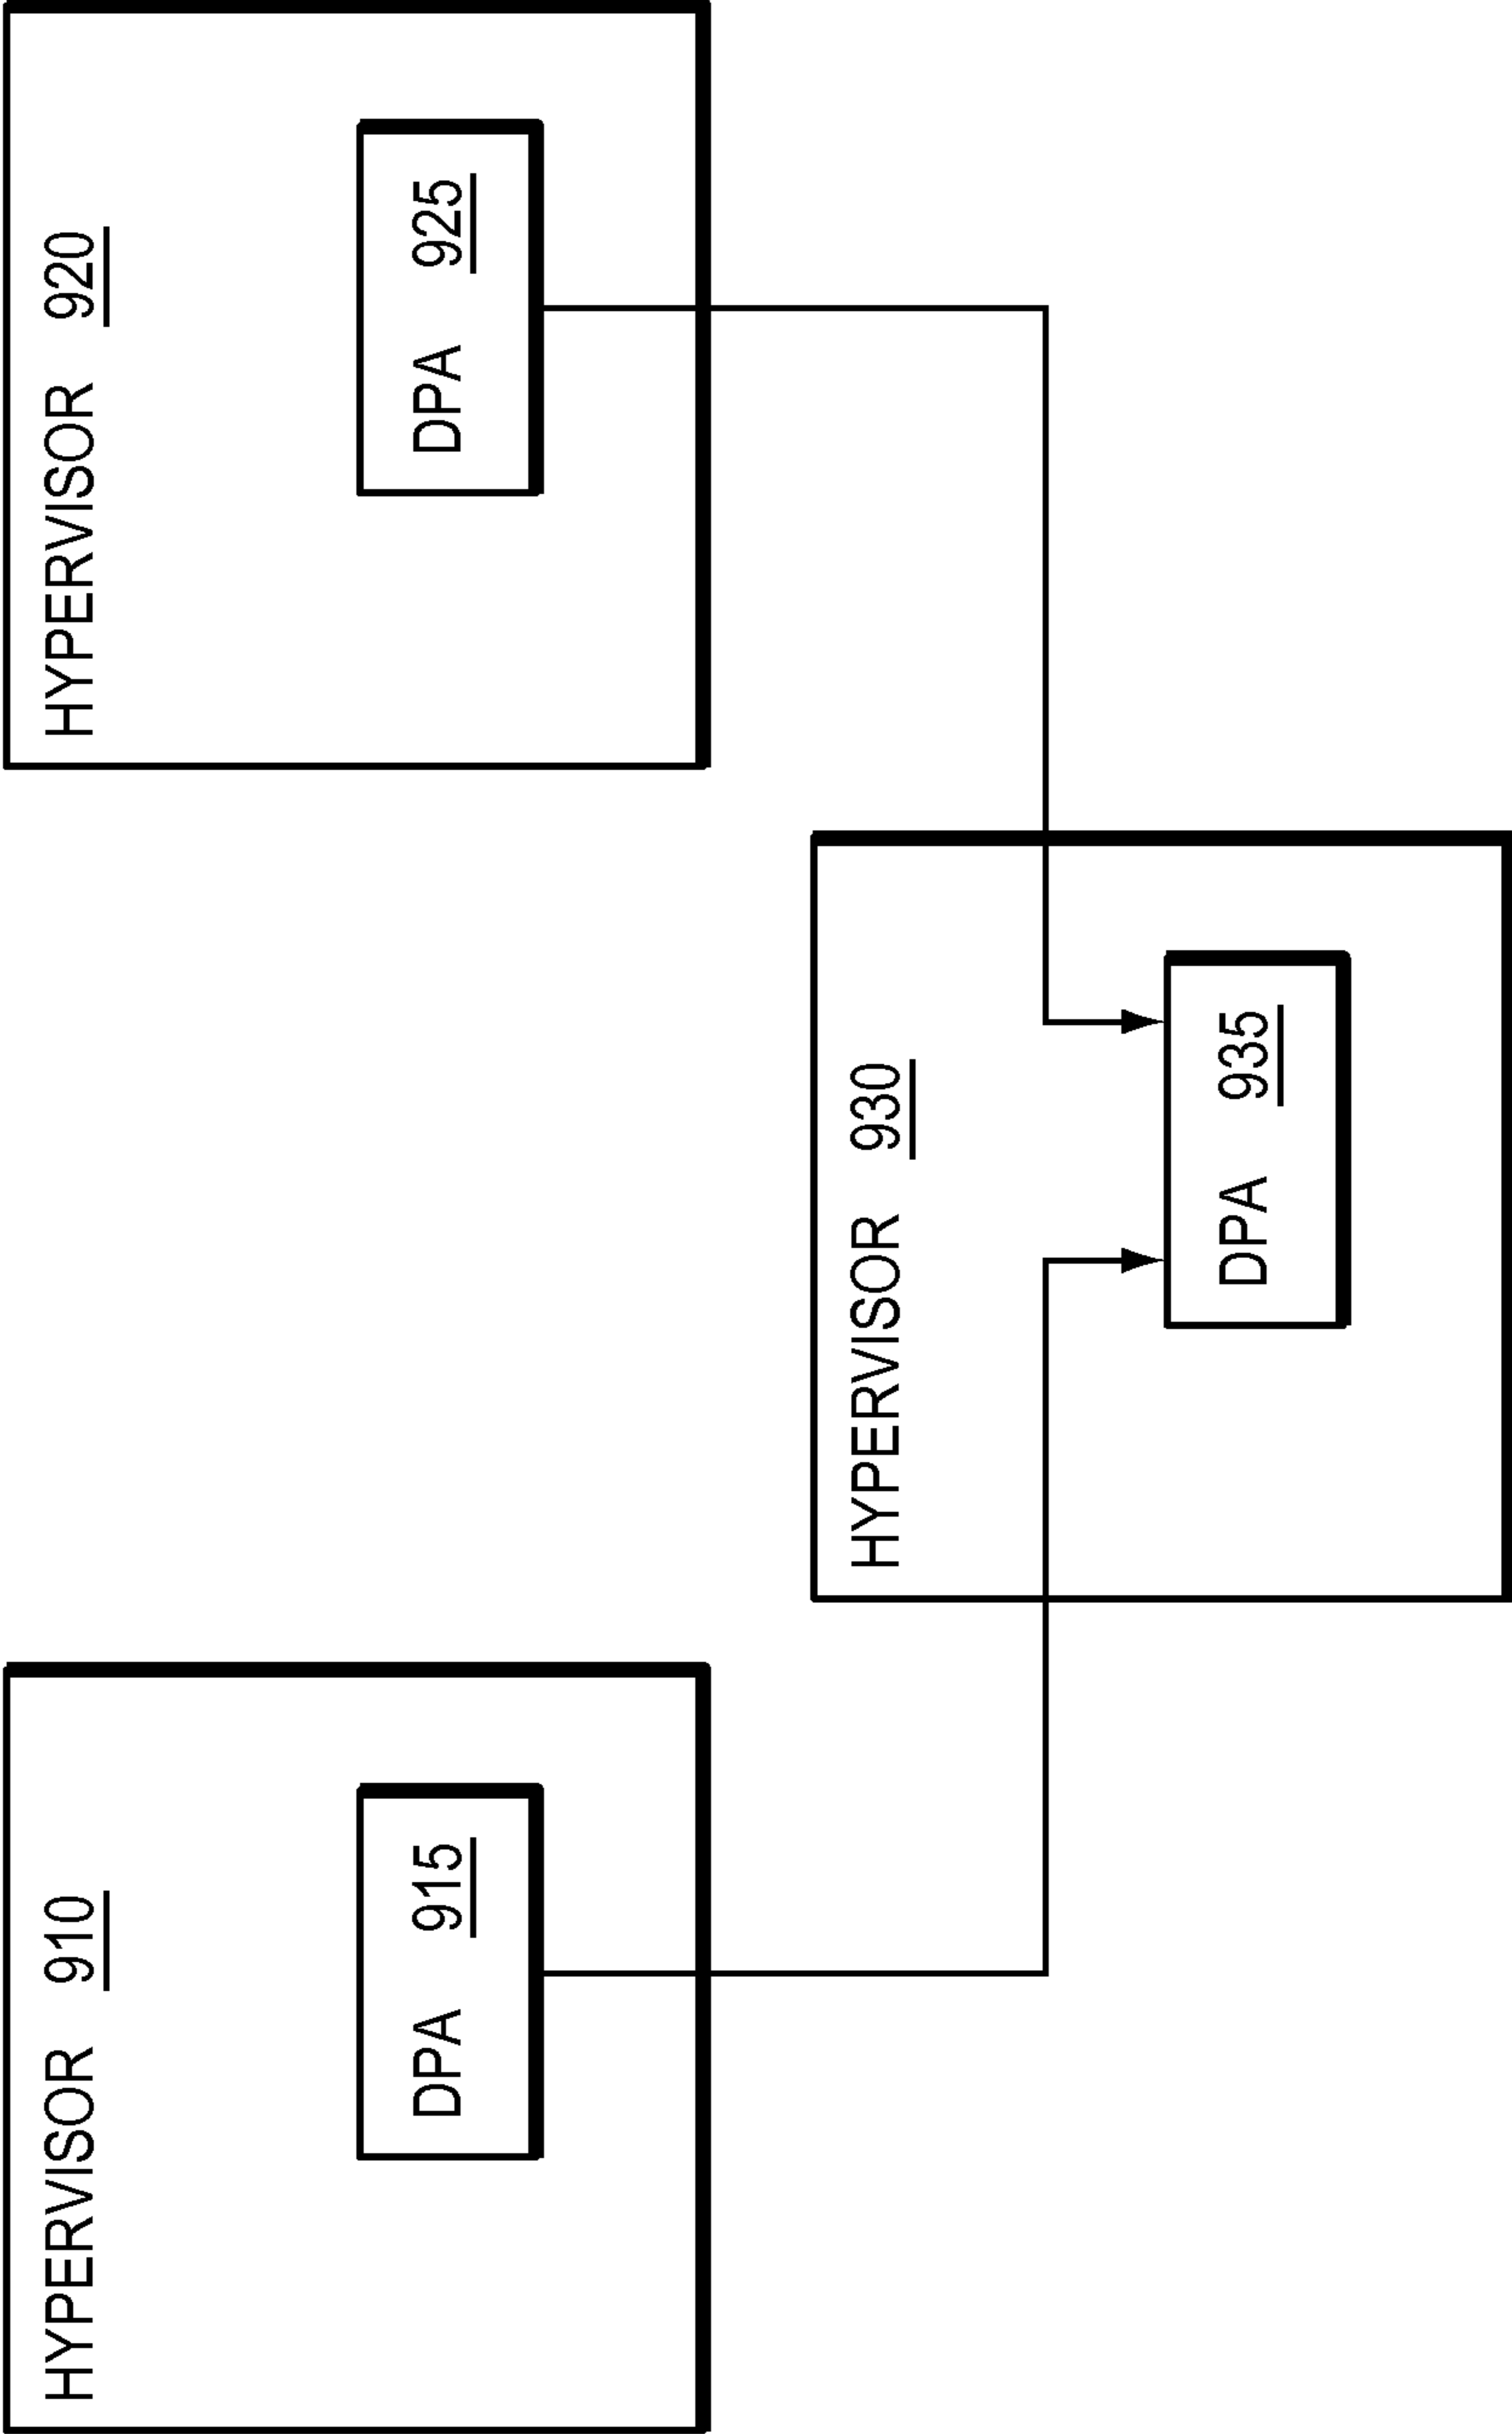 HYPERVISOR 910
DPA 915
HYPERVISOR 920
DPA 925
HYPERVISOR 930
DPA 935